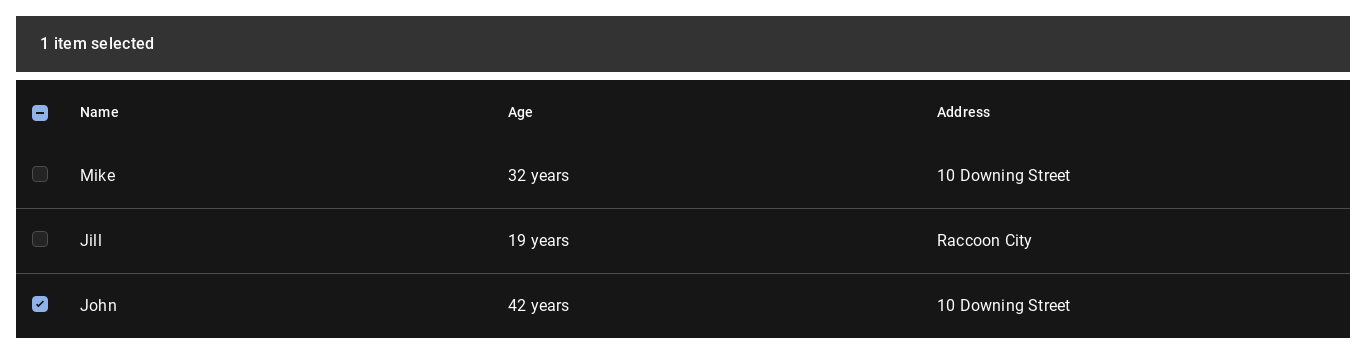 1 item selected
Name Age Address
Mike 32 years 10 Downing Street
Jill 19 years Raccoon City
John 42 years 10 Downing Street